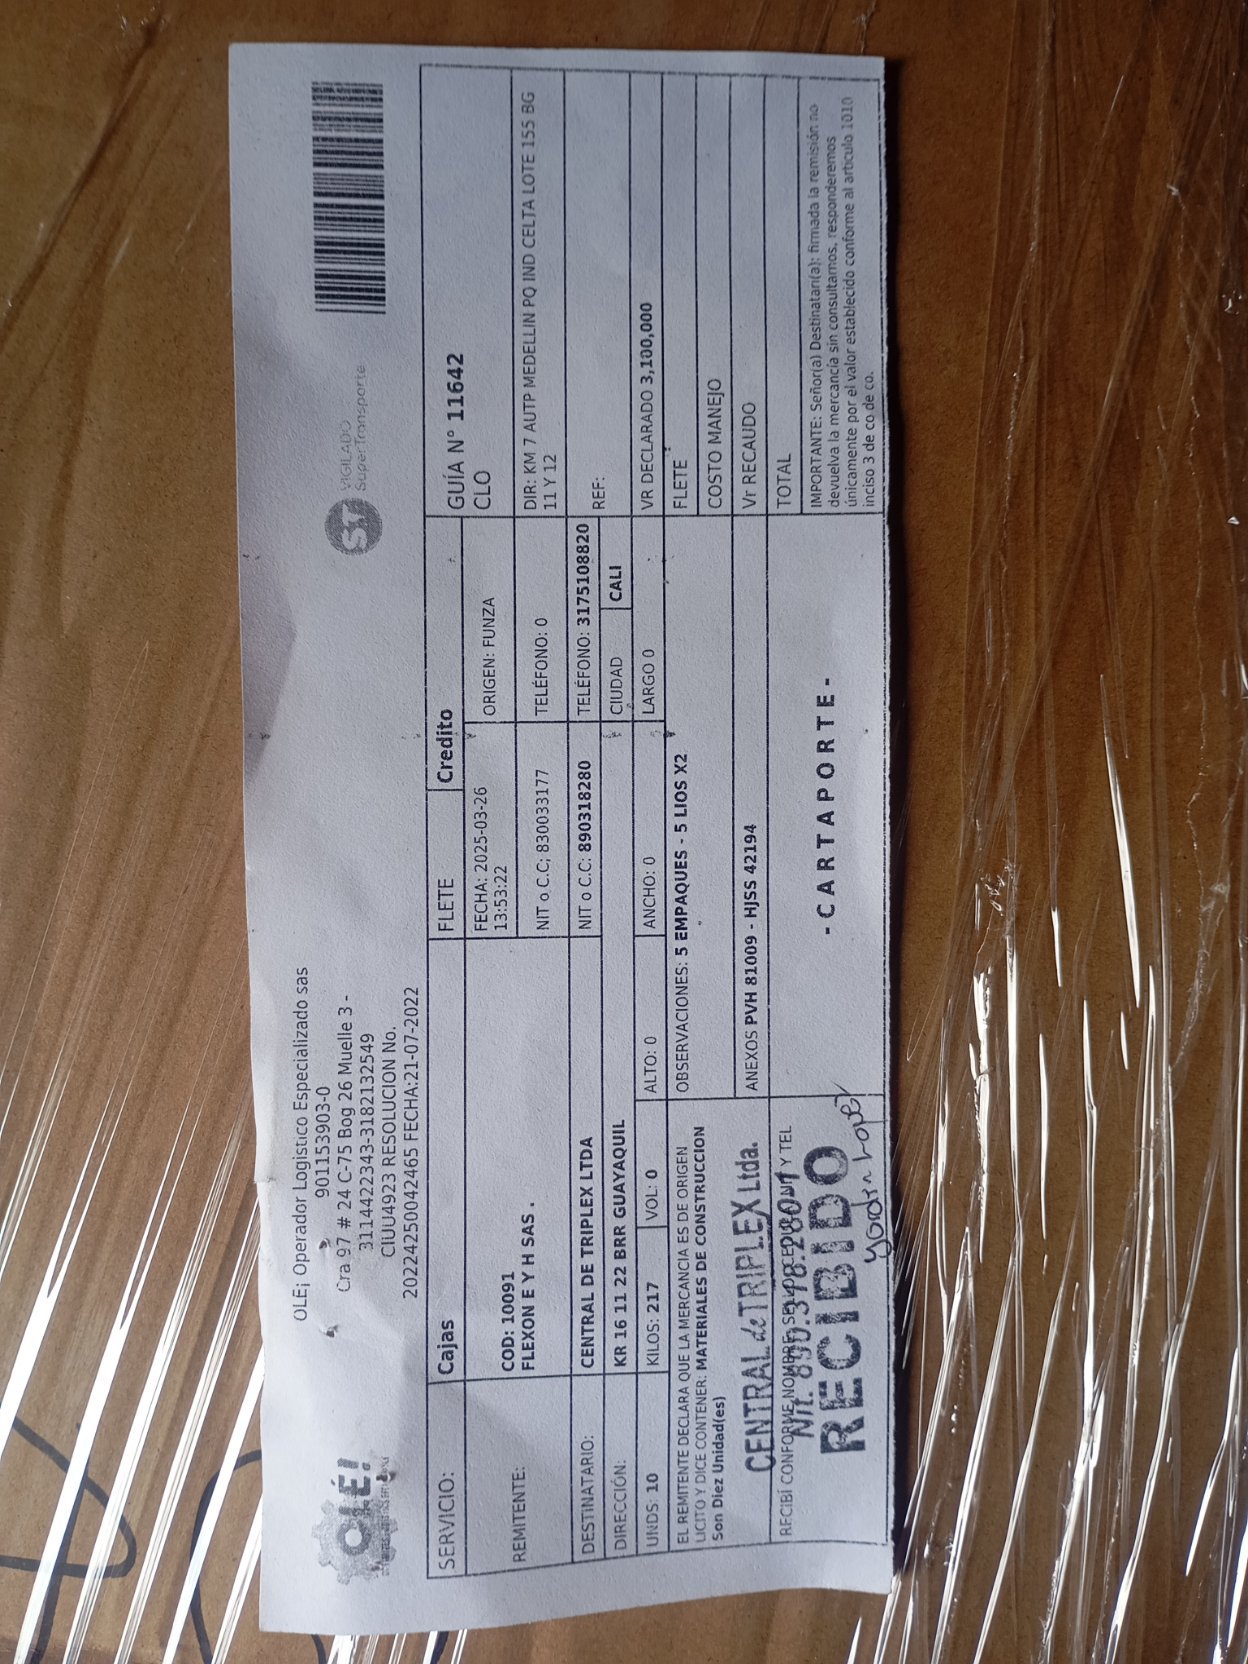 OLÉ!
OLE¡ Operador Logistico Especializado sas
901153903-0
Cra 97 # 24 C-75 Bog 26 Muelle 3 -
3114422343-3182132549
CIUU4923 RESOLUCION No.
20224250042465 FECHA:21-07-2022
ST
VIGILADO
SuperTransporte
SERVICIO: Cajas FLETE Credito
GUÍA N° 11642
CLO
REMITENTE:
COD: 10091
FLEXON E Y H SAS .
FECHA: 2025-03-26
13:53:22
ORIGEN: FUNZA
NIT o C.C; 830033177 TELÉFONO: 0
DIR: KM 7 AUTP MEDELLIN PQ IND CELTA LOTE 155 BG
11 Y 12
DESTINATARIO: CENTRAL DE TRIPLEX LTDA NIT o C.C: 890318280 TELÉFONO: 3175108820
REF:
DIRECCIÓN: KR 16 11 22 BRR GUAYAQUIL CIUDAD CALI
UNDS: 10 KILOS: 217 VOL: 0 ALTO: 0 ANCHO: 0 LARGO 0 VR DECLARADO 3,100,000
EL REMITENTE DECLARA QUE LA MERCANCIA ES DE ORIGEN
LICITO Y DICE CONTENER: MATERIALES DE CONSTRUCCION
Son Diez Unidad(es)
OBSERVACIONES: 5 EMPAQUES - 5 LIOS X2
FLETE
COSTO MANEJO
ANEXOS PVH 81009 - HJSS 42194
Vr RECAUDO
TOTAL
CENTRAL de TRIPLEX Ltda.
RECIBÍ CONFORME NOMBRE, Y TEL
Nit.
RECIBIDO
- CARTAPORTE -
IMPORTANTE: Señor(a) Destinatari(a): firmada la remisión no
devuelva la mercancía sin consultarnos, responderemos
únicamente por el valor establecido conforme al articulo 1010
inciso 3 de co de co.